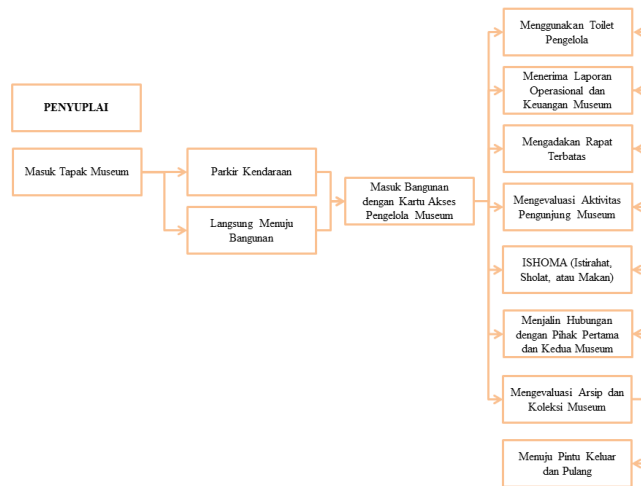 PENYUPLAI
Masuk Tapak Museum
Parkir Kendaraan
Langsung Menuju
Bangunan
Masuk Bangunan
dengan Kartu Akses
Pengelola Museum
Menggunakan Toilet
Pengelola
Menerima Laporan
Operasional dan
Keuangan Museum
Mengadakan Rapat
Terbatas
Mengevaluasi Aktivitas
Pengunjung Museum
ISHOMA (Istirahat,
Sholat, atau Makan)
Menjalin Hubungan
dengan Pihak Pertama
dan Kedua Museum
Mengevaluasi Arsip dan
Koleksi Museum
Menuju Pintu Keluar
dan Pulang